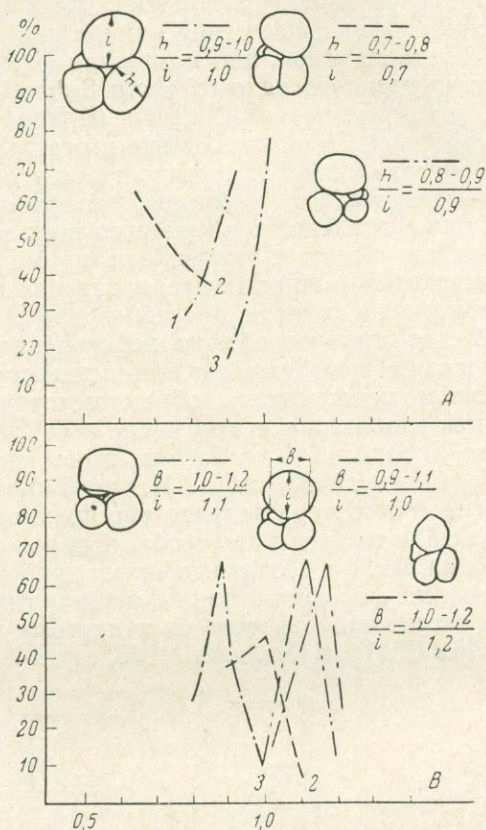 %
100
90
80
70
60
50
40
30
20
10
i
h
h/i = 0,9-1,0/1,0
h/i = 0,7-0,8/0,7
h/i = 0,8-0,9/0,9
1
2
3
А
100
90
80
70
60
50
40
30
20
10
в/i = 1,0-1,2/1,1
в
i
в/i = 0,9-1,1/1,0
в/i = 1,0-1,2/1,2
3
2
В
0,5
1,0